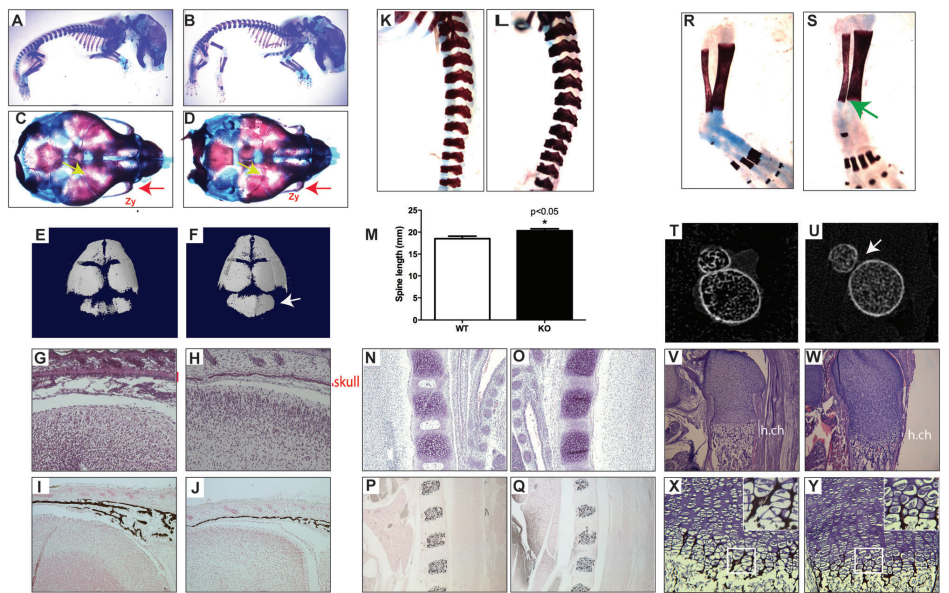 A
B
K
L
R
S
C
D
Zy
Zy
M
p<0.05
*
Spine length (mm)
25
20
15
10
5
0
WT
KO
E
F
T
U
G
H
skull
N
O
V
W
h.ch
h.ch
I
J
P
Q
X
Y